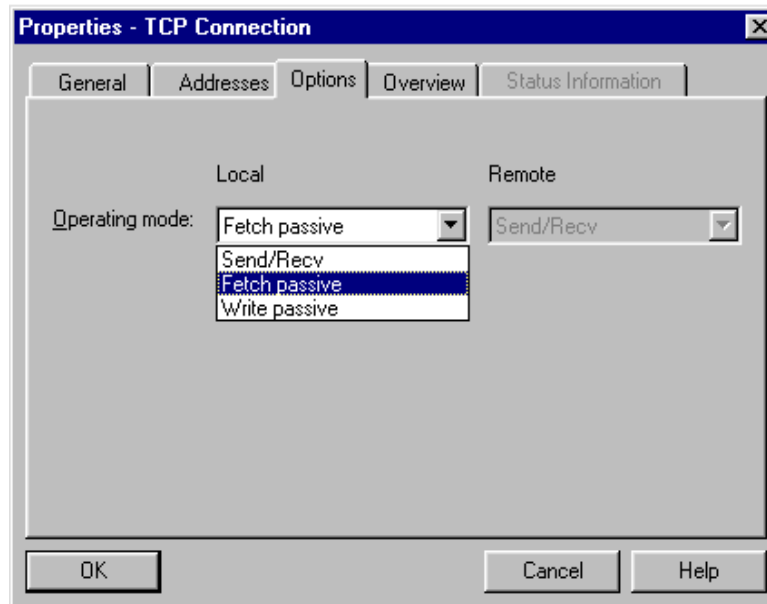 Properties - TCP Connection
General Addresses Options Overview Status Information
Local Remote
Operating mode: Fetch passive Send/Recv
Send/Recv
Fetch passive
Write passive
OK Cancel Help